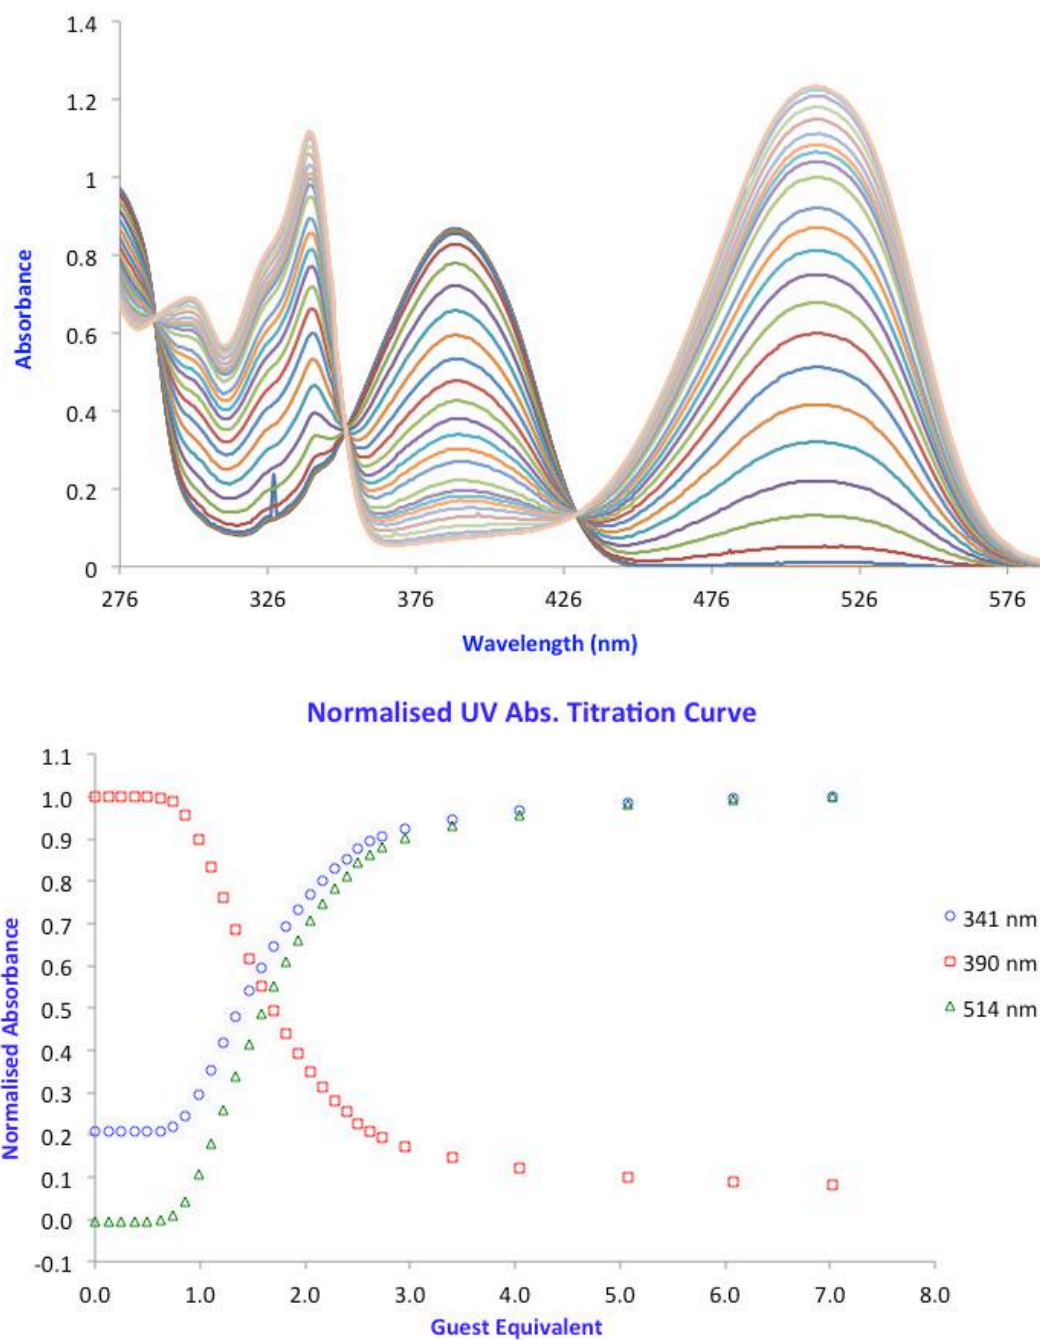 1.4
1.2
1
0.8
0.6
0.4
0.2
0
Absorbance
276 326 376 426 476 526 576
Wavelength (nm)
Normalised UV Abs. Titration Curve
1.1
1.0
0.9
0.8
0.7
0.6
0.5
0.4
0.3
0.2
0.1
0.0
-0.1
Normalised Absorbance
341 nm
390 nm
514 nm
0.0 1.0 2.0 3.0 4.0 5.0 6.0 7.0 8.0
Guest Equivalent